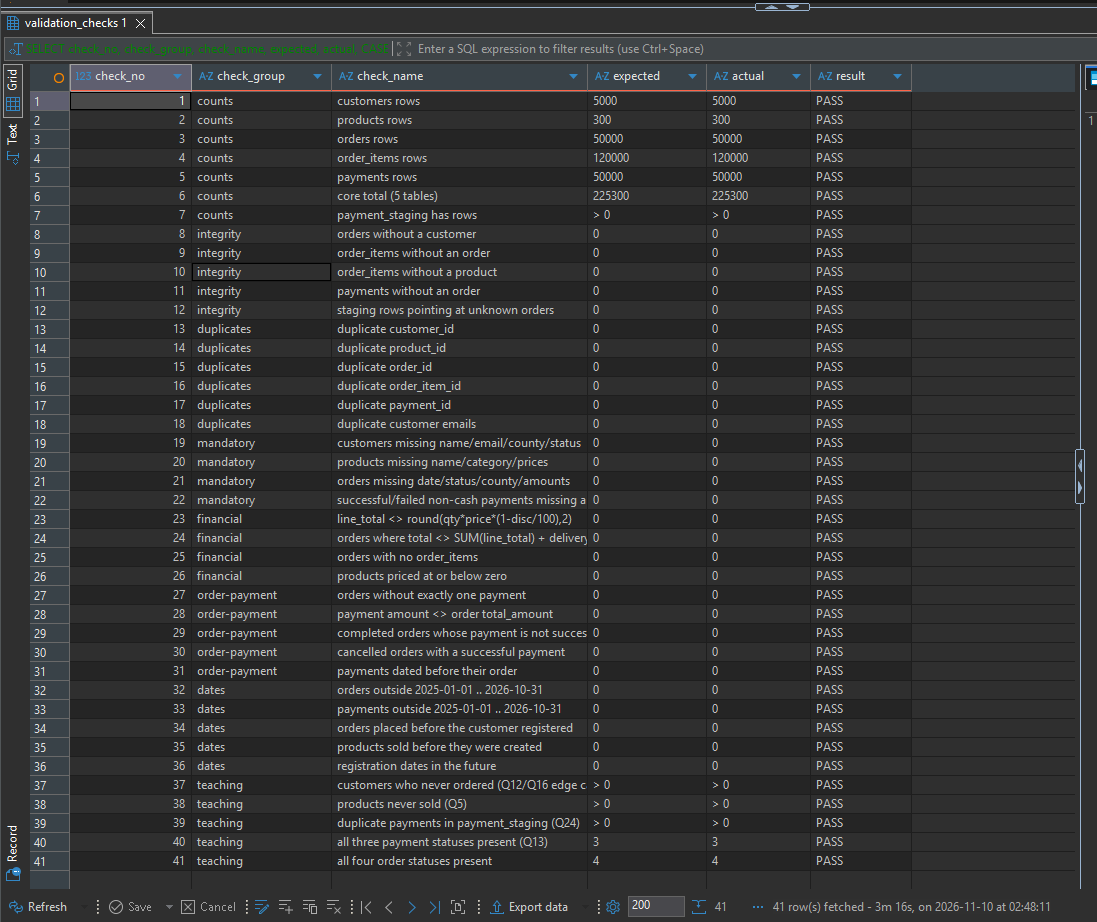 validation_checks 1
SELECT check_no, check_group, check_name, expected, actual, CASE Enter a SQL expression to filter results (use Ctrl+Space)
Grid
Text
Record
123 check_no A-Z check_group A-Z check_name A-Z expected A-Z actual A-Z result
1 1 counts customers rows 5000 5000 PASS
2 2 counts products rows 300 300 PASS
3 3 counts orders rows 50000 50000 PASS
4 4 counts order_items rows 120000 120000 PASS
5 5 counts payments rows 50000 50000 PASS
6 6 counts core total (5 tables) 225300 225300 PASS
7 7 counts payment_staging has rows > 0 > 0 PASS
8 8 integrity orders without a customer 0 0 PASS
9 9 integrity order_items without an order 0 0 PASS
10 10 integrity order_items without a product 0 0 PASS
11 11 integrity payments without an order 0 0 PASS
12 12 integrity staging rows pointing at unknown orders 0 0 PASS
13 13 duplicates duplicate customer_id 0 0 PASS
14 14 duplicates duplicate product_id 0 0 PASS
15 15 duplicates duplicate order_id 0 0 PASS
16 16 duplicates duplicate order_item_id 0 0 PASS
17 17 duplicates duplicate payment_id 0 0 PASS
18 18 duplicates duplicate customer emails 0 0 PASS
19 19 mandatory customers missing name/email/county/status 0 0 PASS
20 20 mandatory products missing name/category/prices 0 0 PASS
21 21 mandatory orders missing date/status/county/amounts 0 0 PASS
22 22 mandatory successful/failed non-cash payments missing a 0 0 PASS
23 23 financial line_total <> round(qty*price*(1-disc/100),2) 0 0 PASS
24 24 financial orders where total <> SUM(line_total) + delivery 0 0 PASS
25 25 financial orders with no order_items 0 0 PASS
26 26 financial products priced at or below zero 0 0 PASS
27 27 order-payment orders without exactly one payment 0 0 PASS
28 28 order-payment payment amount <> order total_amount 0 0 PASS
29 29 order-payment completed orders whose payment is not succes 0 0 PASS
30 30 order-payment cancelled orders with a successful payment 0 0 PASS
31 31 order-payment payments dated before their order 0 0 PASS
32 32 dates orders outside 2025-01-01 .. 2026-10-31 0 0 PASS
33 33 dates payments outside 2025-01-01 .. 2026-10-31 0 0 PASS
34 34 dates orders placed before the customer registered 0 0 PASS
35 35 dates products sold before they were created 0 0 PASS
36 36 dates registration dates in the future 0 0 PASS
37 37 teaching customers who never ordered (Q12/Q16 edge c > 0 > 0 PASS
38 38 teaching products never sold (Q5) > 0 > 0 PASS
39 39 teaching duplicate payments in payment_staging (Q24) > 0 > 0 PASS
40 40 teaching all three payment statuses present (Q13) 3 3 PASS
41 41 teaching all four order statuses present 4 4 PASS
1
Refresh Save Cancel Export data 200 41 41 row(s) fetched - 3m 16s, on 2026-11-10 at 02:48:11